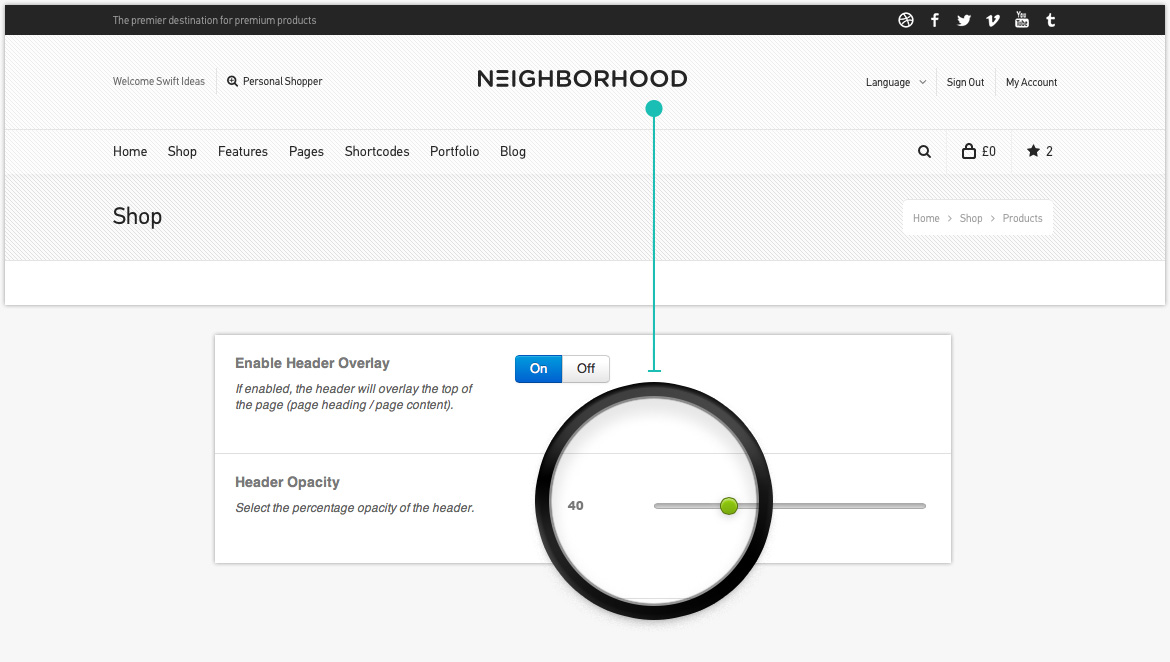 The premier destination for premium products
You
Tube
Welcome Swift Ideas
Personal Shopper
NEIGHBORHOOD
Language
Sign Out
My Account
Home
Shop
Features
Pages
Shortcodes
Portfolio
Blog
£0
2
Shop
Home > Shop > Products
Enable Header Overlay
On
Off
If enabled, the header will overlay the top of
the page (page heading / page content).
Header Opacity
Select the percentage opacity of the header.
40